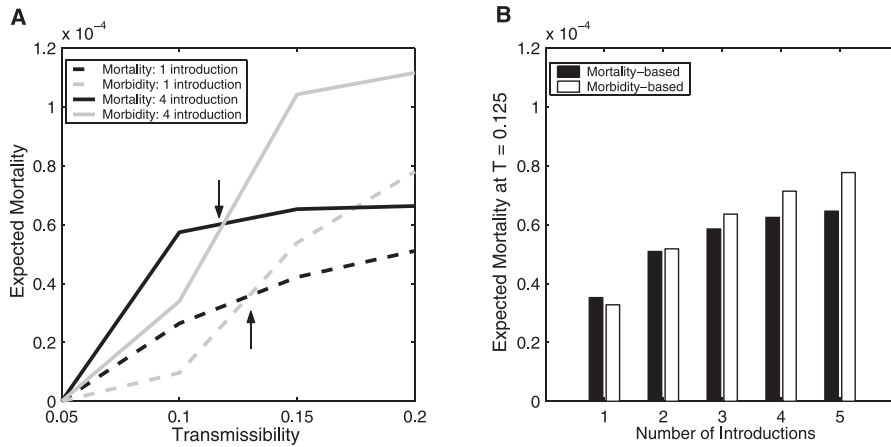 A
x 10⁻⁴
1.2
1
0.8
0.6
0.4
0.2
0
Expected Mortality
Mortality: 1 introduction
Morbidity: 1 introduction
Mortality: 4 introduction
Morbidity: 4 introduction
0.05
0.1
0.15
0.2
Transmissibility
B
x 10⁻⁴
1.2
1
0.8
0.6
0.4
0.2
0
Expected Mortality at T = 0.125
Mortality-based
Morbidity-based
1
2
3
4
5
Number of Introductions